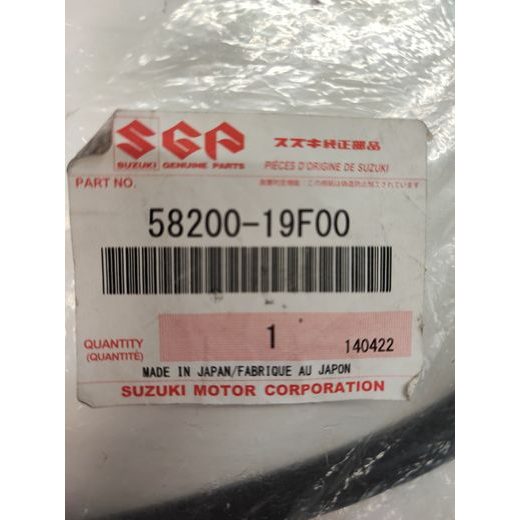 SGP スズキ純正部品
SUZUKI GENUINE PARTS PIÈCES D'ORIGINE DE SUZUKI
PART NO.
58200-19F00
QUANTITY 1 140422
(QUANTITÉ)
MADE IN JAPAN/FABRIQUE AU JAPON
SUZUKI MOTOR CORPORATION